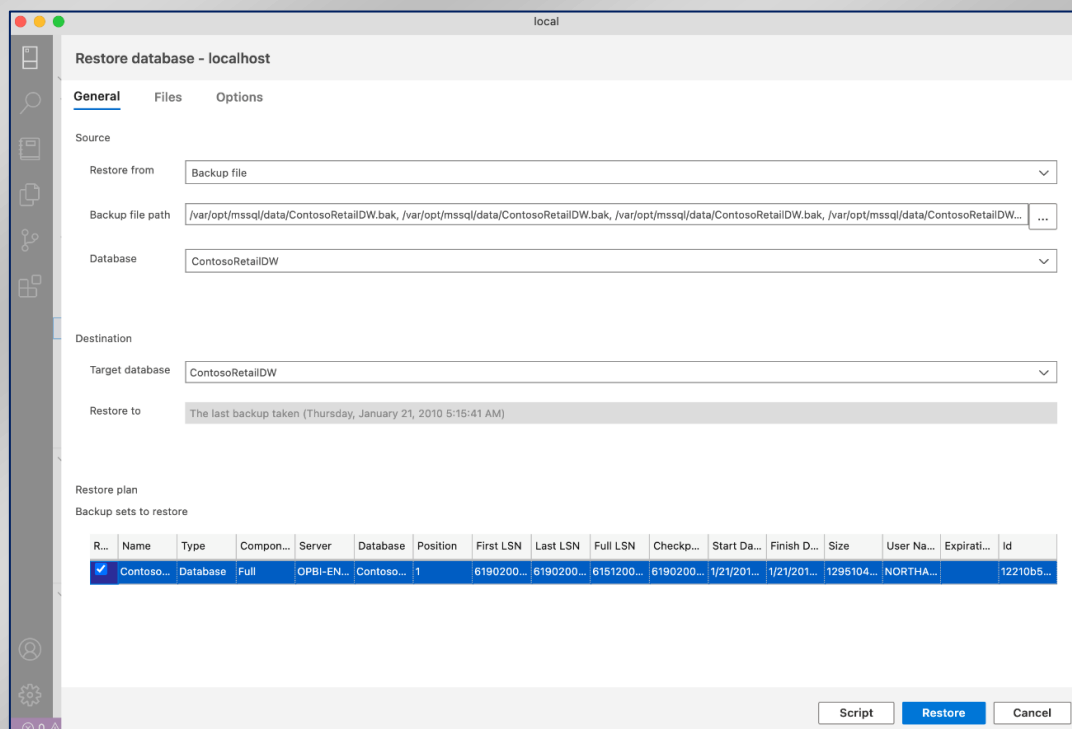 local
Restore database - localhost
General Files Options
Source
Restore from Backup file
Backup file path /var/opt/mssql/data/ContosoRetailDW.bak, /var/opt/mssql/data/ContosoRetailDW.bak, /var/opt/mssql/data/ContosoRetailDW.bak, /var/opt/mssql/data/ContosoRetailDW... ...
Database ContosoRetailDW
Destination
Target database ContosoRetailDW
Restore to The last backup taken (Thursday, January 21, 2010 5:15:41 AM)
Restore plan
Backup sets to restore
R... Name Type Compon... Server Database Position First LSN Last LSN Full LSN Checkp... Start Da... Finish D... Size User Na... Expirati... Id
Contoso... Database Full OPBI-EN... Contoso... 1 6190200... 6190200... 6151200... 6190200... 1/21/201... 1/21/201... 1295104... NORTHA... 12210b5...
Script Restore Cancel